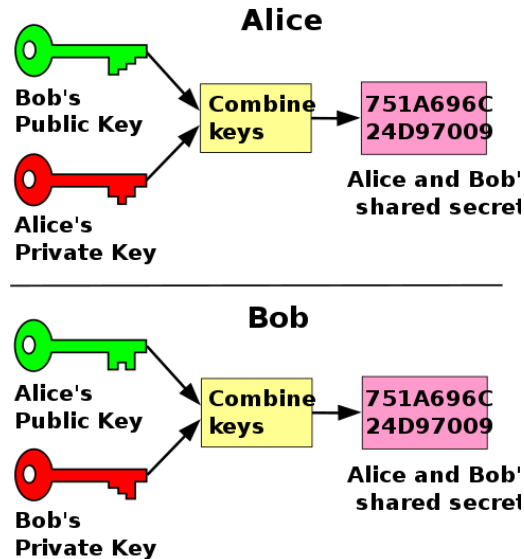 Alice
Bob's
Public Key
Combine
keys
751A696C
24D97009
Alice's
Private Key
Alice and Bob'
shared secret
Bob
Alice's
Public Key
Combine
keys
751A696C
24D97009
Bob's
Private Key
Alice and Bob'
shared secret